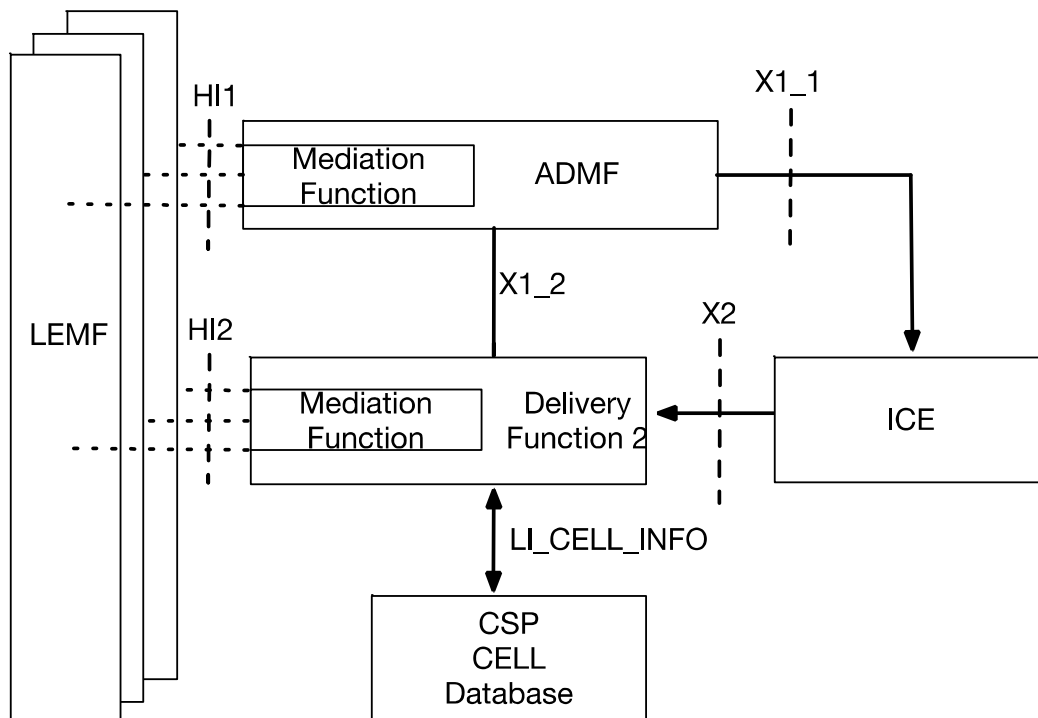 HI1
X1_1
Mediation
Function
ADMF
X1_2
LEMF
HI2
X2
Mediation
Function
Delivery
Function 2
ICE
LI_CELL_INFO
CSP
CELL
Database